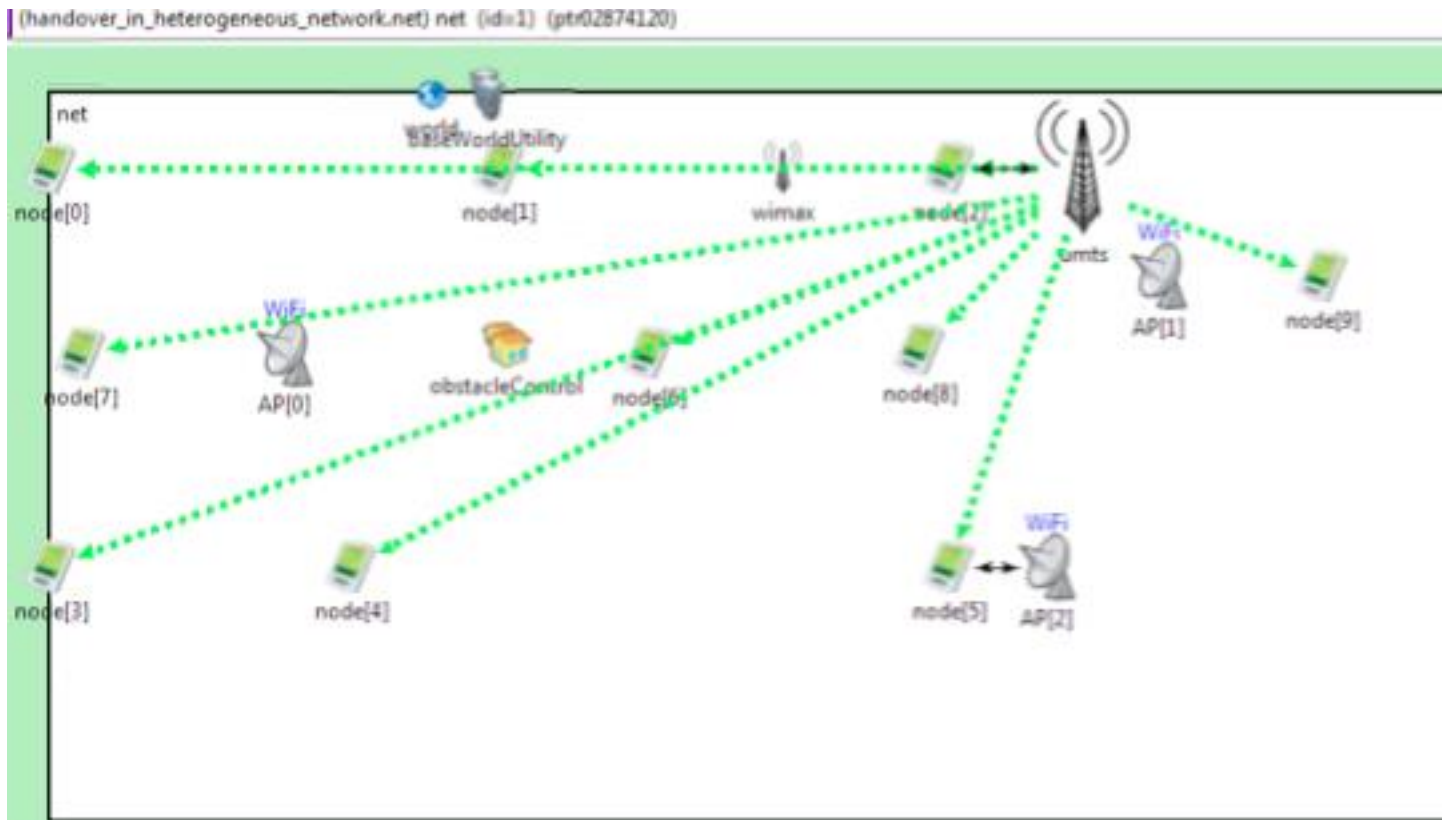 (handover_in_heterogeneous_network.net) net (id=1) (ptr02874120)
net
world
BaseWorldUtility
node[0]
node[1]
wimax
node[2]
umts
WiFi
AP[1]
node[9]
WiFi
node[7]
AP[0]
obstacleControl
node[6]
node[8]
WiFi
node[3]
node[4]
node[5]
AP[2]